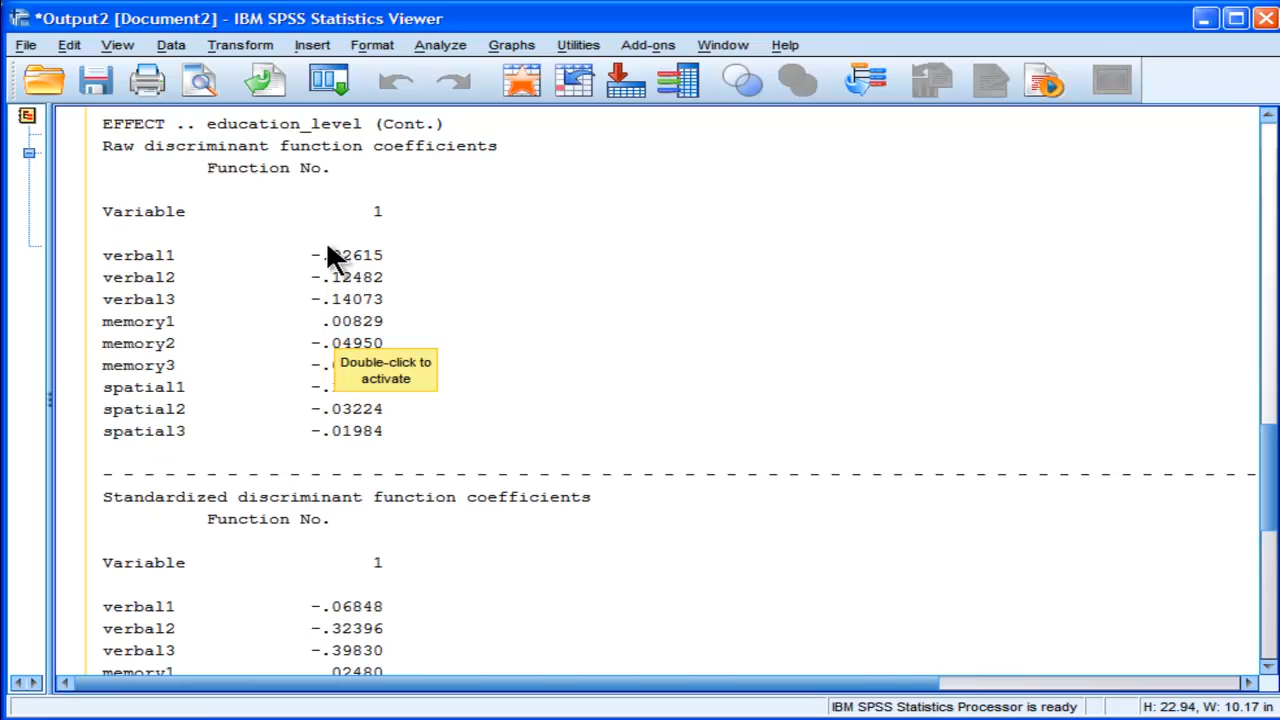 *Output2 [Document2] - IBM SPSS Statistics Viewer
File Edit View Data Transform Insert Format Analyze Graphs Utilities Add-ons Window Help
EFFECT .. education_level (Cont.)
Raw discriminant function coefficients
Function No.
Variable 1
verbal1
verbal2 -.12482
verbal3 -.14073
memory1 .00829
memory2 -.04950
memory3
spatial1
spatial2 -.03224
spatial3 -.01984
Double-click to
activate
- - - - - - - - - - - - - - - - - - - - - - - - - - - - - - - - - - - - - - - - - - - - - - - - - - - - - - - -
Standardized discriminant function coefficients
Function No.
Variable 1
verbal1 -.06848
verbal2 -.32396
verbal3 -.39830
memory1 .02480
IBM SPSS Statistics Processor is ready H: 22.94, W: 10.17 in